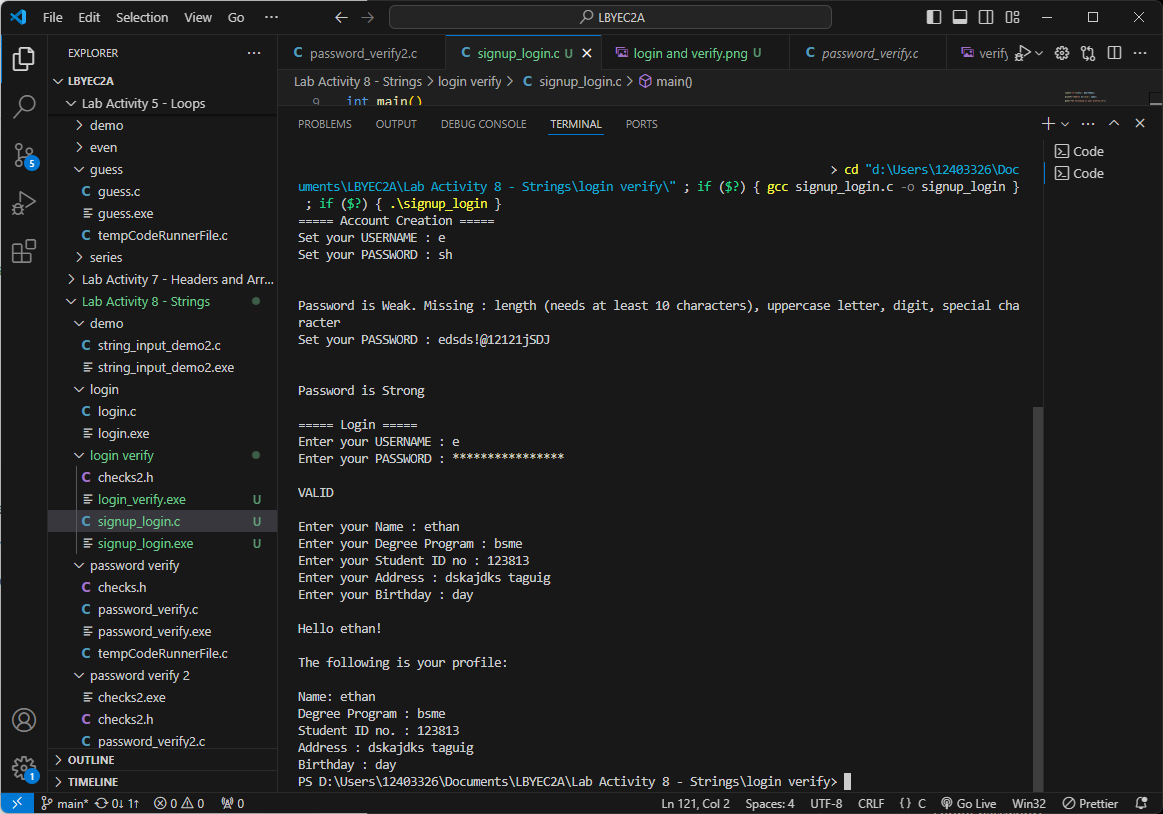 File Edit Selection View Go ··· LBYEC2A
EXPLORER ···
LBYEC2A
Lab Activity 5 - Loops
demo
even
guess
C guess.c
guess.exe
C tempCodeRunnerFile.c
series
Lab Activity 7 - Headers and Arr...
Lab Activity 8 - Strings
demo
C string_input_demo2.c
string_input_demo2.exe
login
C login.c
login.exe
login verify
C checks2.h
login_verify.exe U
C signup_login.c U
signup_login.exe U
password verify
C checks.h
C password_verify.c
password_verify.exe
C tempCodeRunnerFile.c
password verify 2
checks2.exe
C checks2.h
C password_verify2.c
OUTLINE
TIMELINE
5
1
C password_verify2.c C signup_login.c U login and verify.png U C password_verify.c verify
Lab Activity 8 - Strings > login verify > C signup_login.c > main()
9 int main()
PROBLEMS OUTPUT DEBUG CONSOLE TERMINAL PORTS
Code
Code
> cd "d:\Users\12403326\Doc
uments\LBYEC2A\Lab Activity 8 - Strings\login verify\" ; if ($?) { gcc signup_login.c -o signup_login }
; if ($?) { .\signup_login }
===== Account Creation =====
Set your USERNAME : e
Set your PASSWORD : sh
Password is Weak. Missing : length (needs at least 10 characters), uppercase letter, digit, special cha
racter
Set your PASSWORD : edsds!@12121jSDJ
Password is Strong
===== Login =====
Enter your USERNAME : e
Enter your PASSWORD : ****************
VALID
Enter your Name : ethan
Enter your Degree Program : bsme
Enter your Student ID no : 123813
Enter your Address : dskajdks taguig
Enter your Birthday : day
Hello ethan!
The following is your profile:
Name: ethan
Degree Program : bsme
Student ID no. : 123813
Address : dskajdks taguig
Birthday : day
PS D:\Users\12403326\Documents\LBYEC2A\Lab Activity 8 - Strings\login verify>
main* 0↓ 1↑ 0 0 0 Ln 121, Col 2 Spaces: 4 UTF-8 CRLF {} C Go Live Win32 Prettier